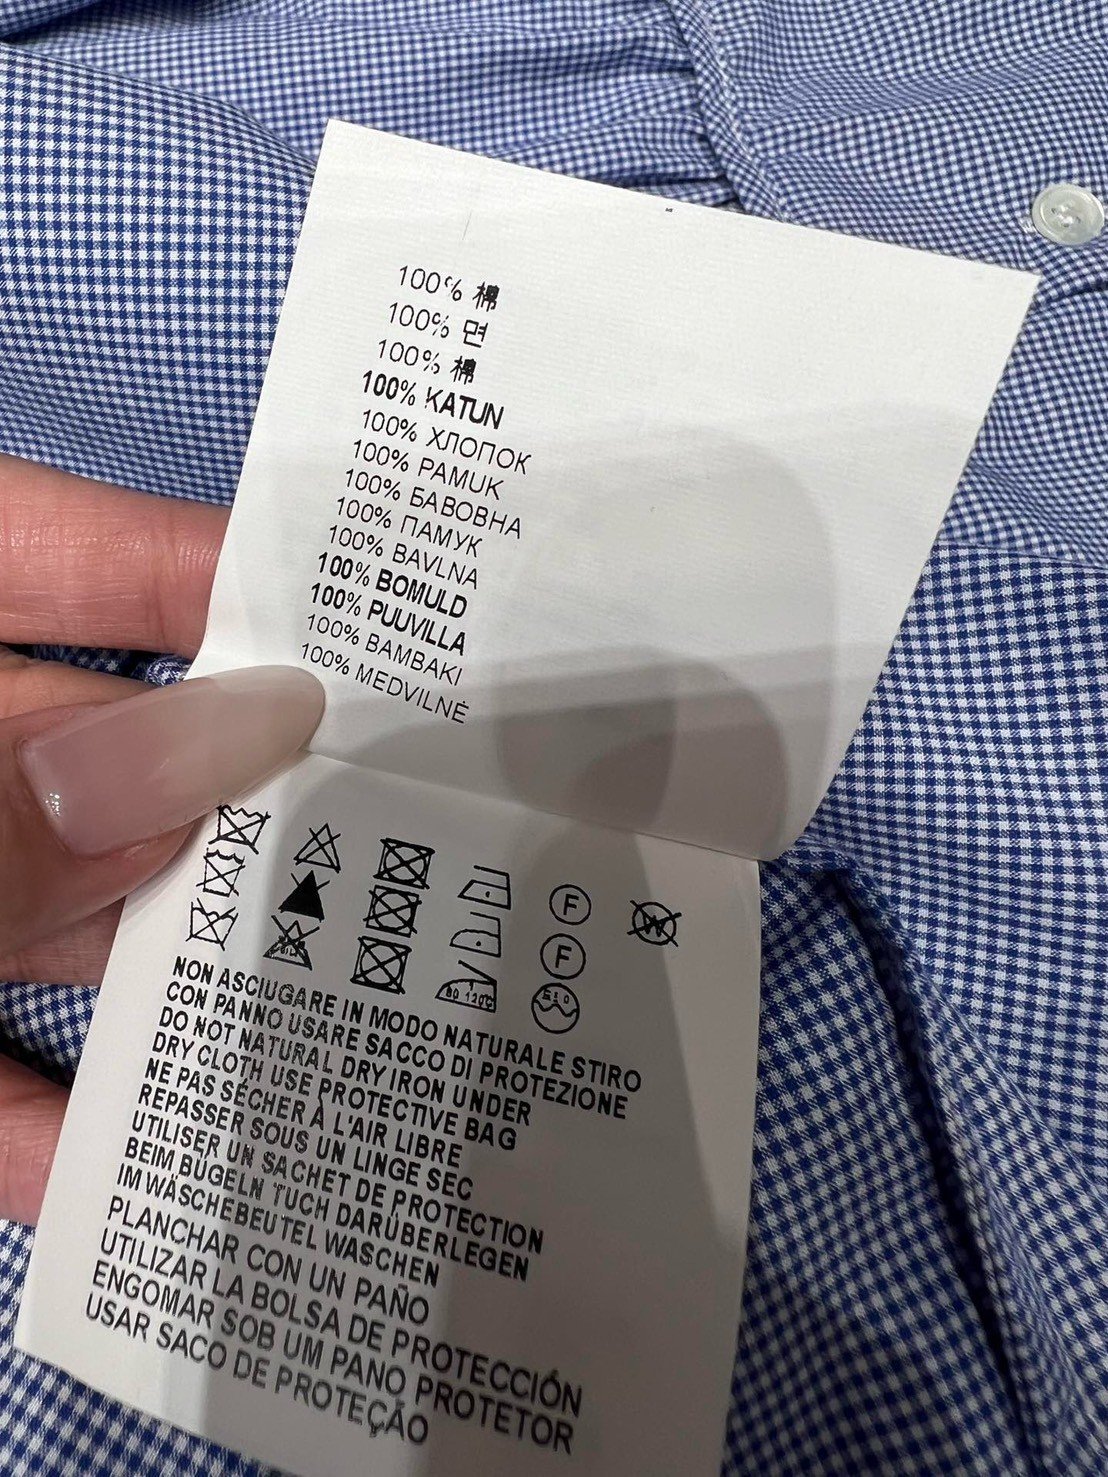 100% 棉
100% 면
100% 棉
100% KATUN
100% ХЛОПОК
100% PAMUK
100% БАВОВНА
100% ПАМУК
100% BAVLNA
100% BOMULD
100% PUUVILLA
100% BAMBAKI
100% MEDVILNĖ
F
W
F
120°C
NON ASCIUGARE IN MODO NATURALE STIRO
CON PANNO USARE SACCO DI PROTEZIONE
DO NOT NATURAL DRY IRON UNDER
DRY CLOTH USE PROTECTIVE BAG
NE PAS SÉCHER À L'AIR LIBRE
REPASSER SOUS UN LINGE SEC
UTILISER UN SACHET DE PROTECTION
BEIM BÜGELN TUCH DARÜBERLEGEN
IM WÄSCHEBEUTEL WASCHEN
PLANCHAR CON UN PAÑO
UTILIZAR LA BOLSA DE PROTECCIÓN
ENGOMAR SOB UM PANO PROTETOR
USAR SACO DE PROTEÇÃO